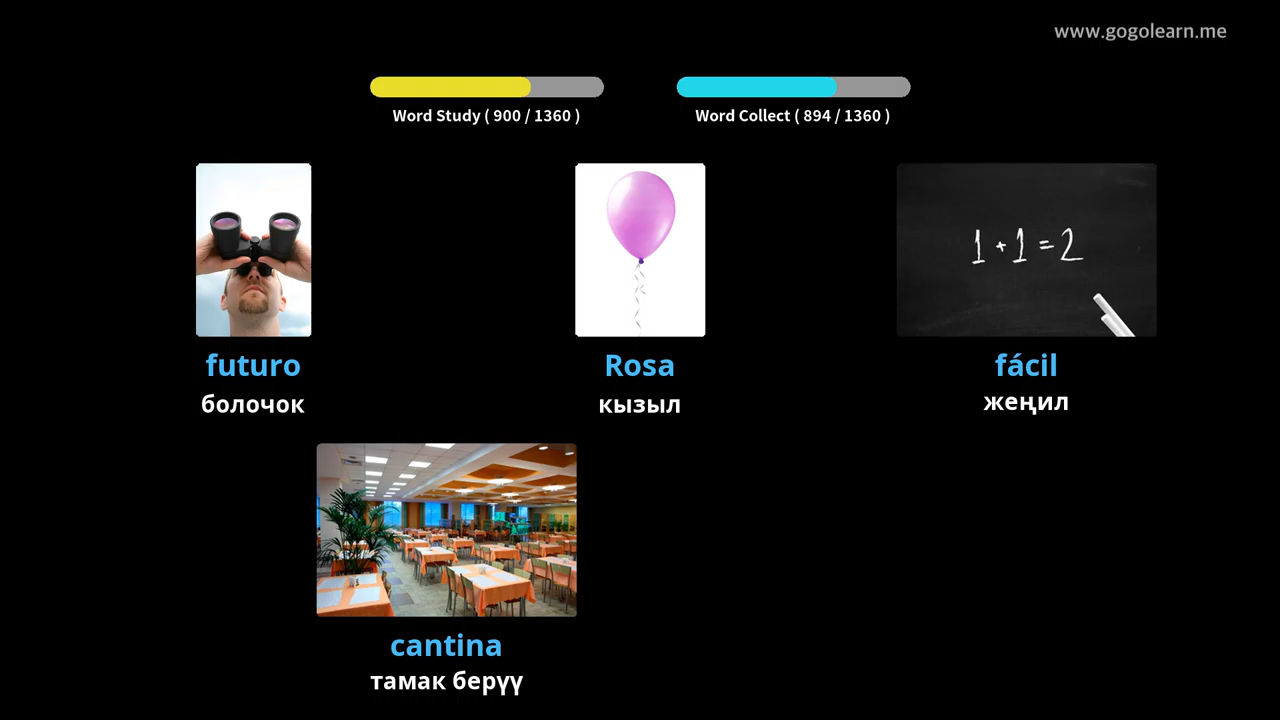 www.gogolearn.me
Word Study ( 900 / 1360 )
Word Collect ( 894 / 1360 )
1 + 1 = 2
futuro
болочок
Rosa
кызыл
fácil
жеңил
cantina
тамак берүү